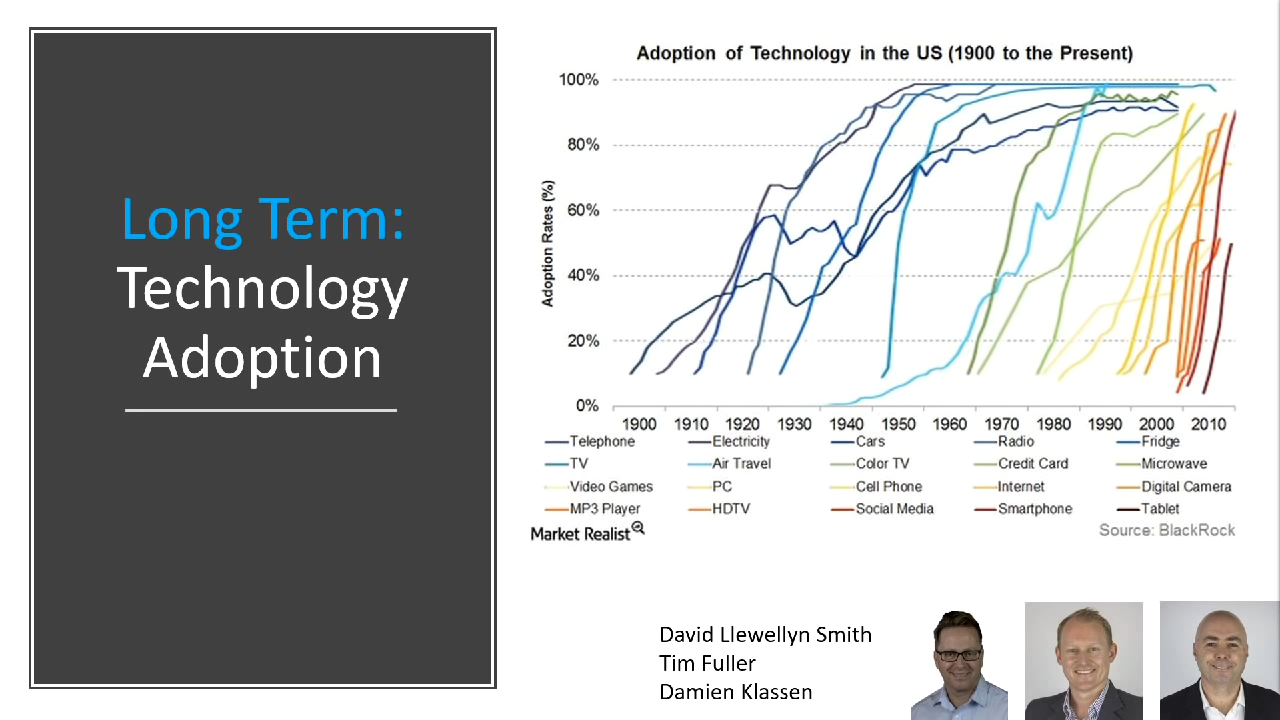 Long Term:
Technology
Adoption
Adoption of Technology in the US (1900 to the Present)
Adoption Rates (%)
100%
80%
60%
40%
20%
0%
1900 1910 1920 1930 1940 1950 1960 1970 1980 1990 2000 2010
Telephone Electricity Cars Radio Fridge
TV Air Travel Color TV Credit Card Microwave
Video Games PC Cell Phone Internet Digital Camera
MP3 Player HDTV Social Media Smartphone Tablet
Market Realist
Source: BlackRock
David Llewellyn Smith
Tim Fuller
Damien Klassen